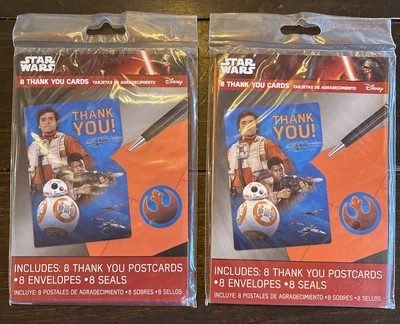 STAR
WARS
8 THANK YOU CARDS TARJETAS DE AGRADECIMIENTO
Disney
THANK
YOU!
INCLUDES: 8 THANK YOU POSTCARDS
•8 ENVELOPES •8 SEALS
INCLUYE: 8 POSTALES DE AGRADECIMIENTO •8 SOBRES •8 SELLOS
STAR
WARS
8 THANK YOU CARDS TARJETAS DE AGRADECIMIENTO
Disney
THANK
YOU!
INCLUDES: 8 THANK YOU POSTCARDS
•8 ENVELOPES •8 SEALS
INCLUYE: 8 POSTALES DE AGRADECIMIENTO •8 SOBRES •8 SELLOS